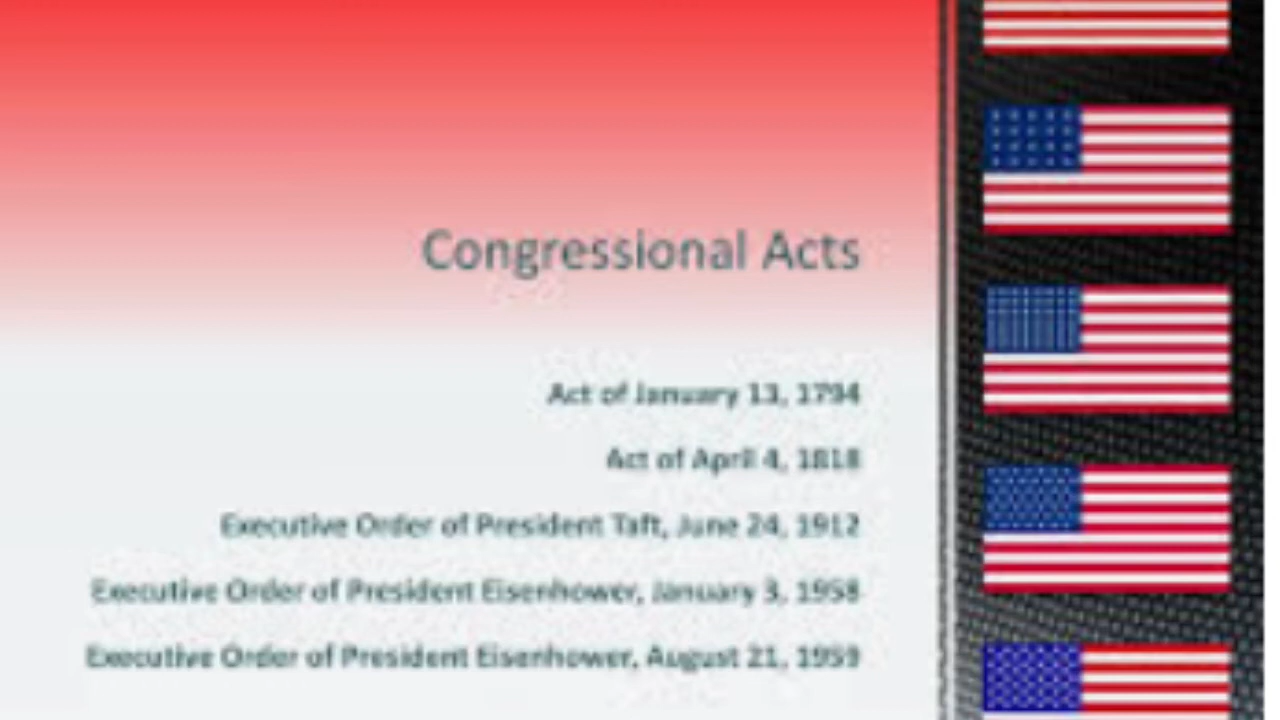 Congressional Acts
Act of January 13, 1794
Act of April 4, 1818
Executive Order of President Taft, June 24, 1912
Executive Order of President Eisenhower, January 3, 1958
Executive Order of President Eisenhower, August 21, 1959